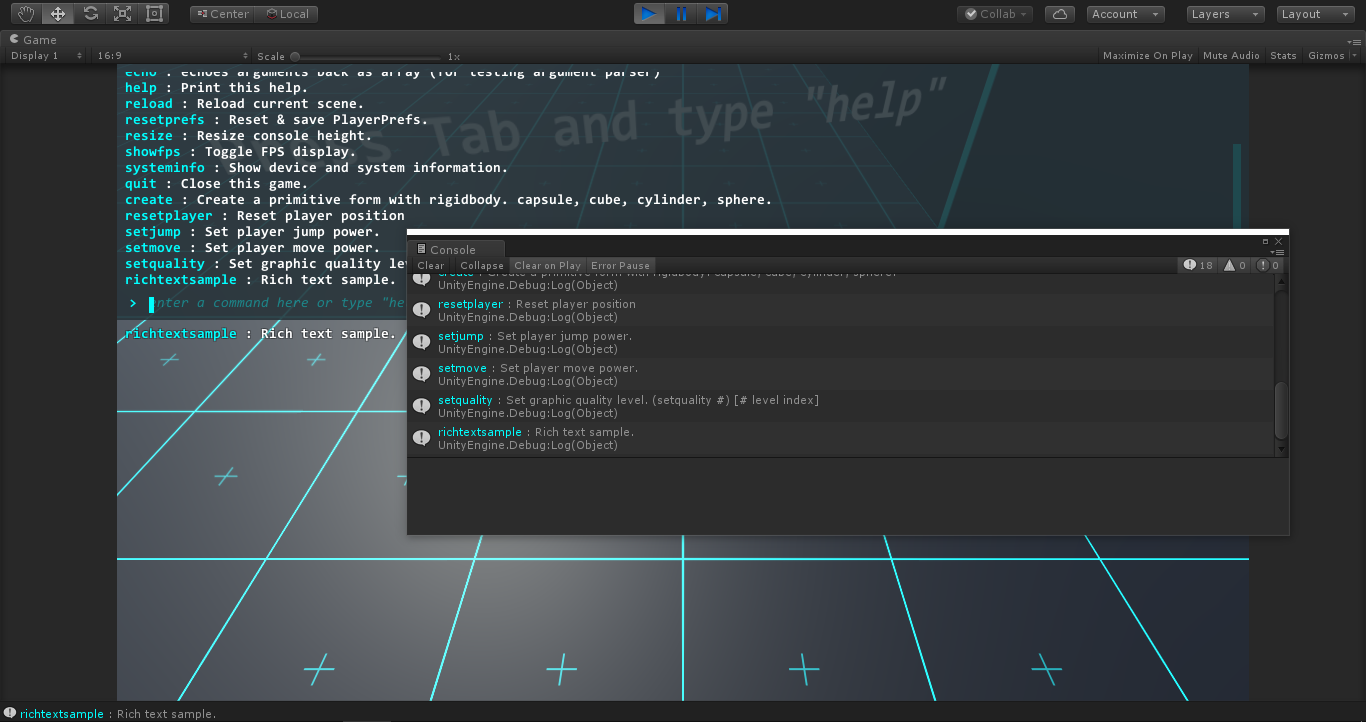 Center Local
Collab Account Layers Layout
Game
Display 1 16:9 Scale 1x Maximize On Play Mute Audio Stats Gizmos
echo : echoes arguments back as array (for testing argument parser)
help : Print this help.
reload : Reload current scene.
resetprefs : Reset & save PlayerPrefs.
resize : Resize console height.
showfps : Toggle FPS display.
systeminfo : Show device and system information.
quit : Close this game.
create : Create a primitive form with rigidbody. capsule, cube, cylinder, sphere.
resetplayer : Reset player position
setjump : Set player jump power.
setmove : Set player move power.
setquality : Set graphic quality le
richtextsample : Rich text sample.
> enter a command here or type "he
richtextsample : Rich text sample.
Tab and type "help"
Console
Clear Collapse Clear on Play Error Pause 18 0 0
create : Create a primitive form with rigidbody. capsule, cube, cylinder, sphere.
UnityEngine.Debug:Log(Object)
resetplayer : Reset player position
UnityEngine.Debug:Log(Object)
setjump : Set player jump power.
UnityEngine.Debug:Log(Object)
setmove : Set player move power.
UnityEngine.Debug:Log(Object)
setquality : Set graphic quality level. (setquality #) [# level index]
UnityEngine.Debug:Log(Object)
richtextsample : Rich text sample.
UnityEngine.Debug:Log(Object)
richtextsample : Rich text sample.